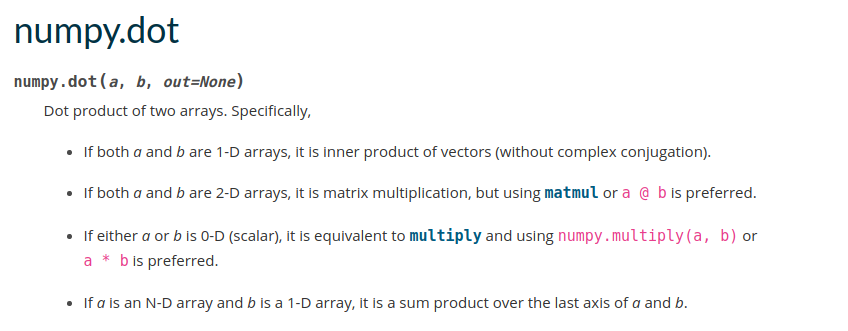 numpy.dot
numpy.dot(a, b, out=None)
Dot product of two arrays. Specifically,
• If both a and b are 1-D arrays, it is inner product of vectors (without complex conjugation).
• If both a and b are 2-D arrays, it is matrix multiplication, but using matmul or a @ b is preferred.
• If either a or b is 0-D (scalar), it is equivalent to multiply and using numpy.multiply(a, b) or
a * b is preferred.
• If a is an N-D array and b is a 1-D array, it is a sum product over the last axis of a and b.